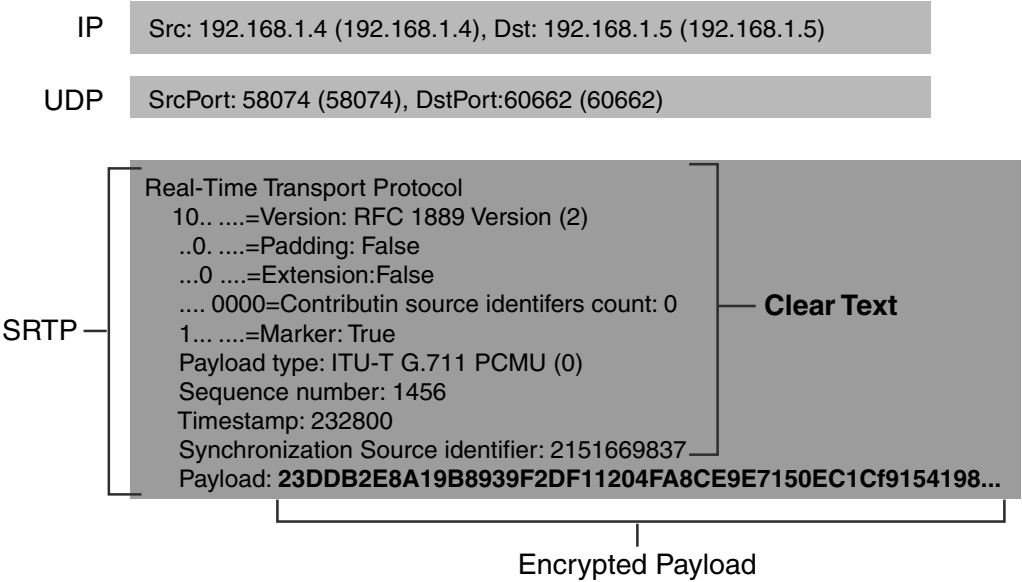 IP
Src: 192.168.1.4 (192.168.1.4), Dst: 192.168.1.5 (192.168.1.5)
UDP
SrcPort: 58074 (58074), DstPort:60662 (60662)
Real-Time Transport Protocol
10.. ....=Version: RFC 1889 Version (2)
..0. ....=Padding: False
...0 ....=Extension:False
.... 0000=Contributin source identifers count: 0
Clear Text
SRTP
1... ....=Marker: True
Payload type: ITU-T G.711 PCMU (0)
Sequence number: 1456
Timestamp: 232800
Synchronization Source identifier: 2151669837
Payload: 23DDB2E8A19B8939F2DF11204FA8CE9E7150EC1Cf9154198...
Encrypted Payload